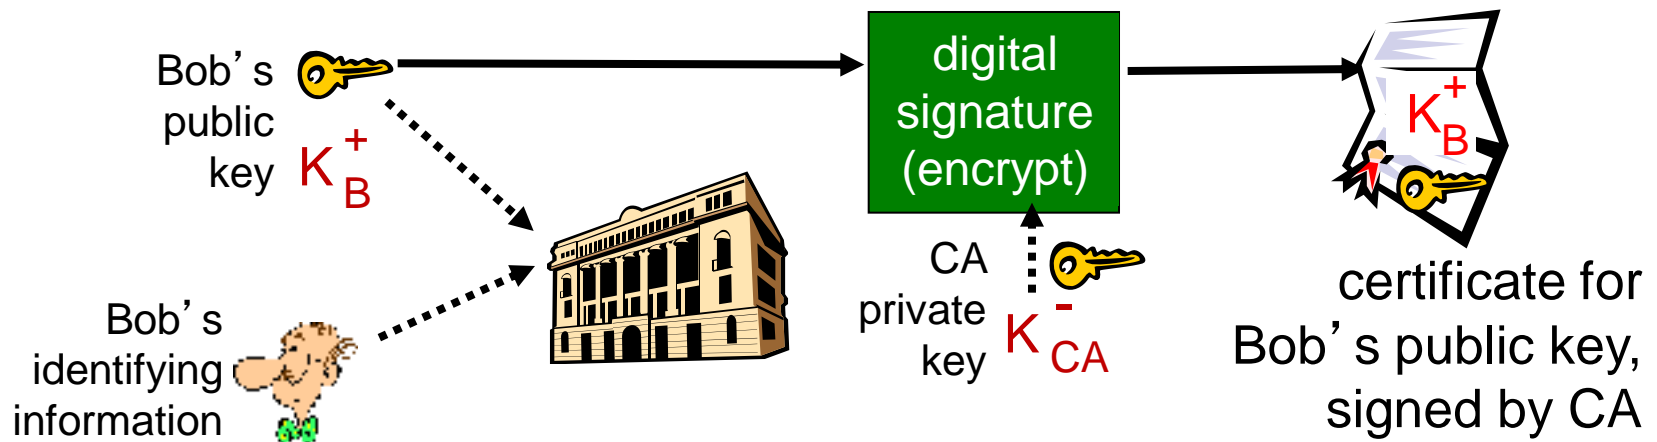 Bob’s
public
key
K
+
B
Bob’s
identifying
information
digital
signature
(encrypt)
CA
private
key
K
-
CA
K
+
B
certificate for
Bob’s public key,
signed by CA